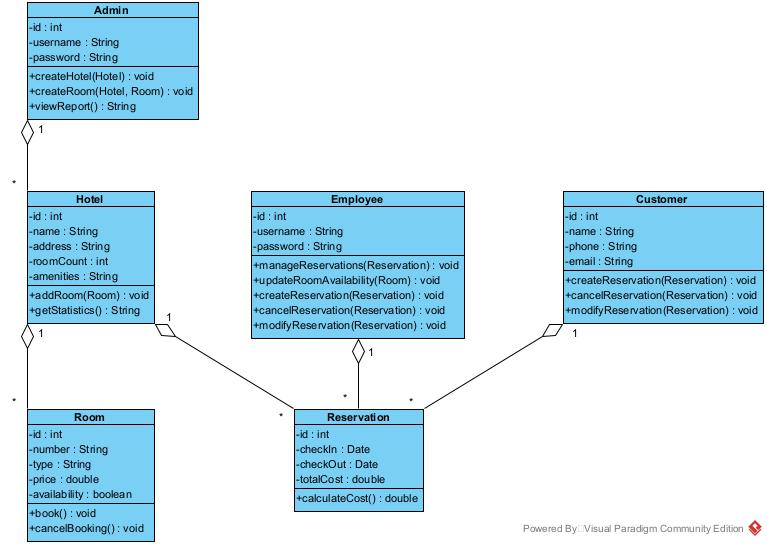 Admin
-id : int
-username : String
-password : String
+createHotel(Hotel) : void
+createRoom(Hotel, Room) : void
+viewReport() : String
1
*
Hotel
-id : int
-name : String
-address : String
-roomCount : int
-amenities : String
+addRoom(Room) : void
+getStatistics() : String
1
1
*
*
Employee
-id : int
-username : String
-password : String
+manageReservations(Reservation) : void
+updateRoomAvailability(Room) : void
+createReservation(Reservation) : void
+cancelReservation(Reservation) : void
+modifyReservation(Reservation) : void
1
*
Customer
-id : int
-name : String
-phone : String
-email : String
+createReservation(Reservation) : void
+cancelReservation(Reservation) : void
+modifyReservation(Reservation) : void
1
*
Room
-id : int
-number : String
-type : String
-price : double
-availability : boolean
+book() : void
+cancelBooking() : void
Reservation
-id : int
-checkIn : Date
-checkOut : Date
-totalCost : double
+calculateCost() : double
Powered By Visual Paradigm Community Edition